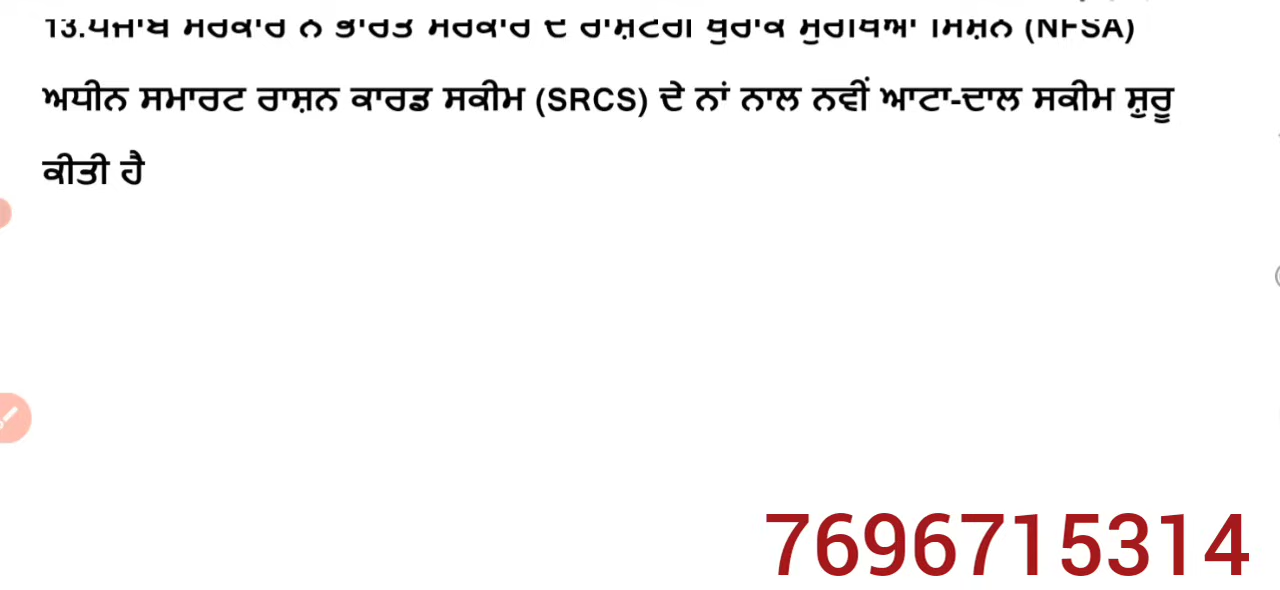 13.ਪੰਜਾਬ ਸਰਕਾਰ ਨੇ ਭਾਰਤ ਸਰਕਾਰ ਦੇ ਰਾਸ਼ਟਰੀ ਖੁਰਾਕ ਸੁਰੱਖਿਆ ਮਿਸ਼ਨ (NFSA)
ਅਧੀਨ ਸਮਾਰਟ ਰਾਸ਼ਨ ਕਾਰਡ ਸਕੀਮ (SRCS) ਦੇ ਨਾਂ ਨਾਲ ਨਵੀਂ ਆਟਾ-ਦਾਲ ਸਕੀਮ ਸ਼ੁਰੂ
ਕੀਤੀ ਹੈ
7696715314